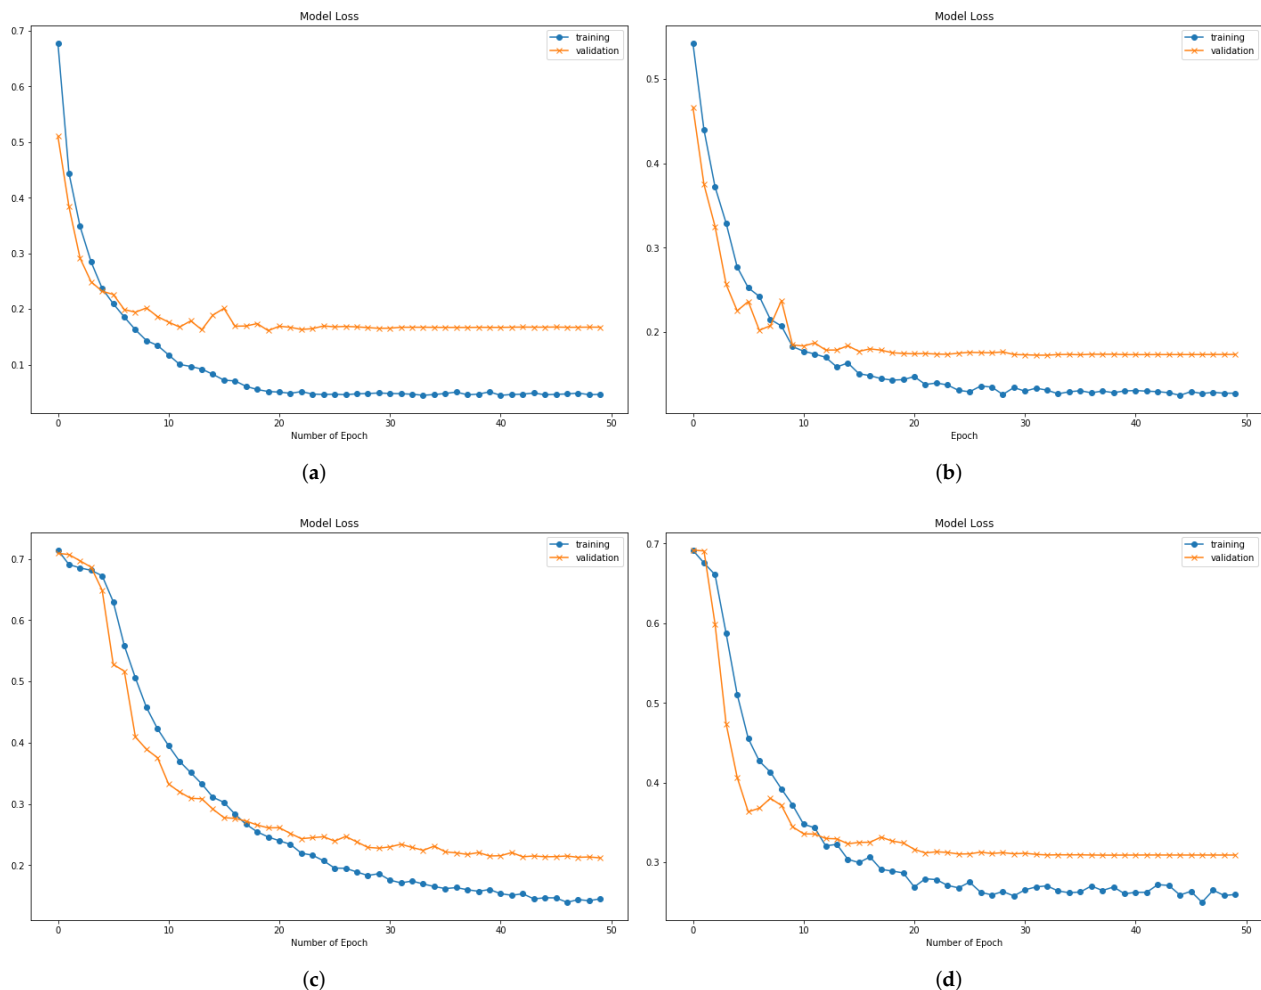 Model Loss
training
validation
0.7
0.6
0.5
0.4
0.3
0.2
0.1
0 10 20 30 40 50
Number of Epoch
(a)
Model Loss
training
validation
0.5
0.4
0.3
0.2
0 10 20 30 40 50
Epoch
(b)
Model Loss
training
validation
0.7
0.6
0.5
0.4
0.3
0.2
0 10 20 30 40 50
Number of Epoch
(c)
Model Loss
training
validation
0.7
0.6
0.5
0.4
0.3
0 10 20 30 40 50
Number of Epoch
(d)